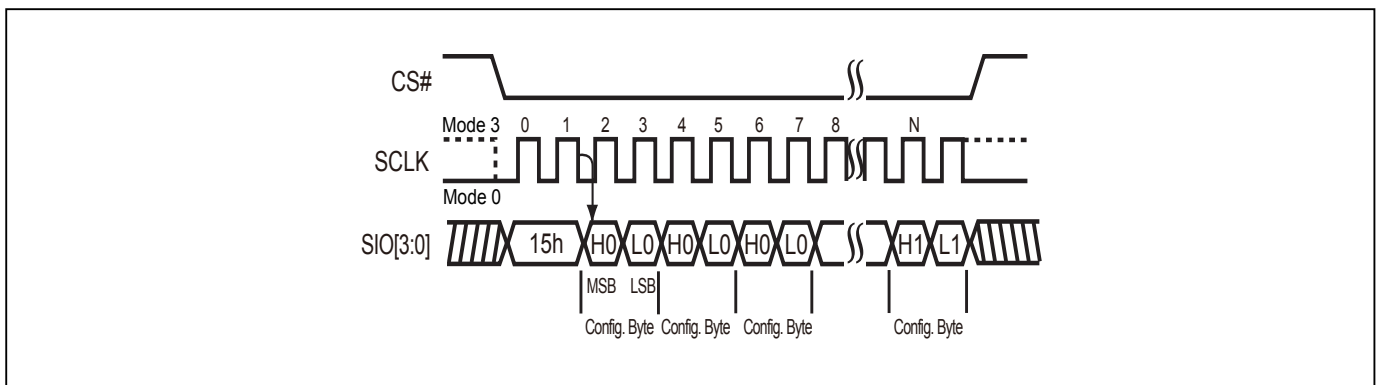 CS#
Mode 3 0 1 2 3 4 5 6 7 8 N
SCLK
Mode 0
SIO[3:0] 15h H0 L0 H0 L0 H0 L0 H1 L1
MSB LSB
Config. Byte Config. Byte Config. Byte Config. Byte